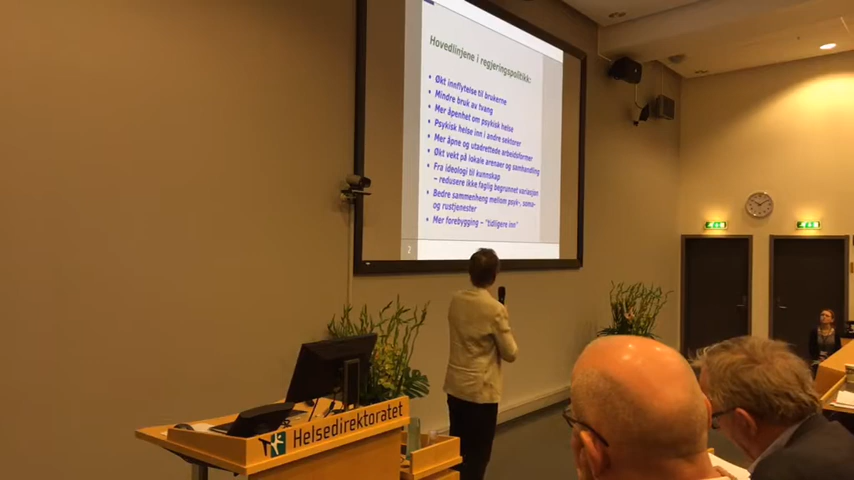 Hovedlinjene i regjeringspolitikk:
• Økt innflytelse til brukerne
• Mindre bruk av tvang
• Mer åpenhet om psykisk helse
• Psykisk helse inn i andre sektorer
• Mer åpne og utadrettede arbeidsformer
• Økt vekt på lokale arenaer og samhandling
• Fra ideologi til kunnskap
– redusere ikke faglig begrunnet variasjon
• Bedre sammenheng mellom psyk-, soma-
og rustjenester
• Mer forebygging – "tidligere inn"
2
Helsedirektoratet